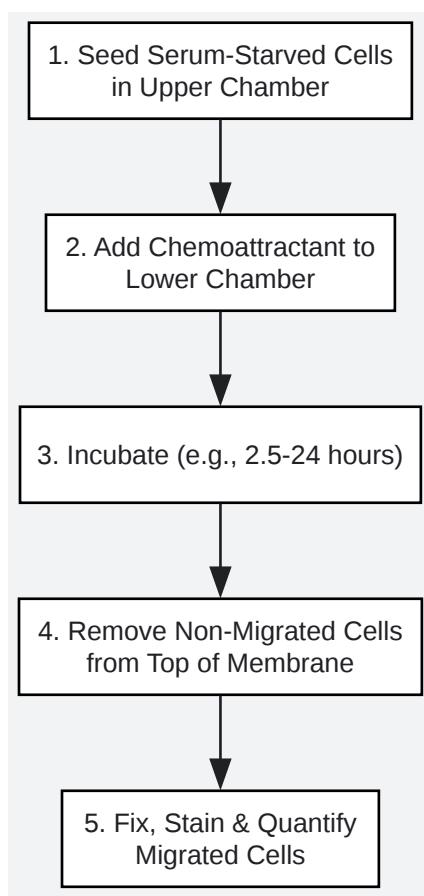 1. Seed Serum-Starved Cells
in Upper Chamber
2. Add Chemoattractant to
Lower Chamber
3. Incubate (e.g., 2.5-24 hours)
4. Remove Non-Migrated Cells
from Top of Membrane
5. Fix, Stain & Quantify
Migrated Cells